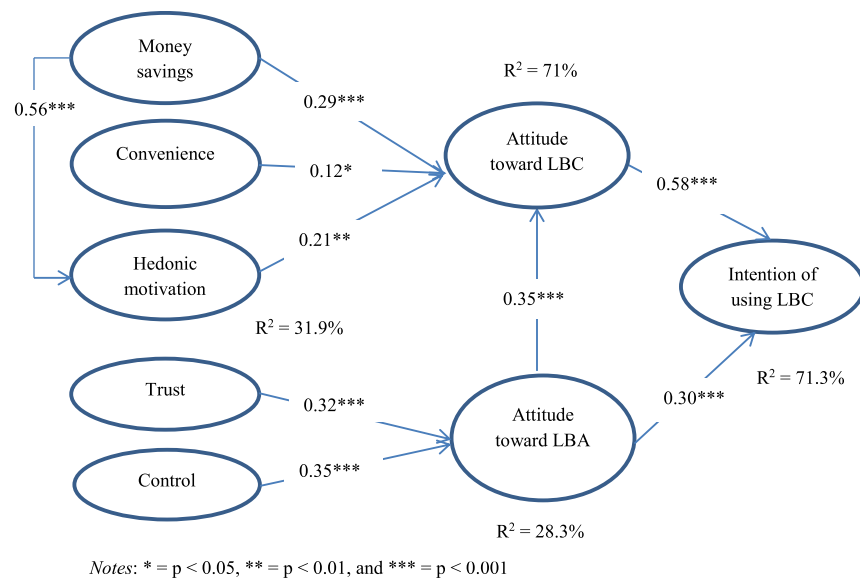 Money
savings
R² = 71%
0.56***
0.29***
Attitude
toward LBC
Convenience
0.12*
0.58***
0.21**
Hedonic
motivation
Intention of
using LBC
0.35***
R² = 31.9%
R² = 71.3%
Trust
0.32***
0.30***
Attitude
toward LBA
0.35***
Control
R² = 28.3%
Notes: * = p < 0.05, ** = p < 0.01, and *** = p < 0.001